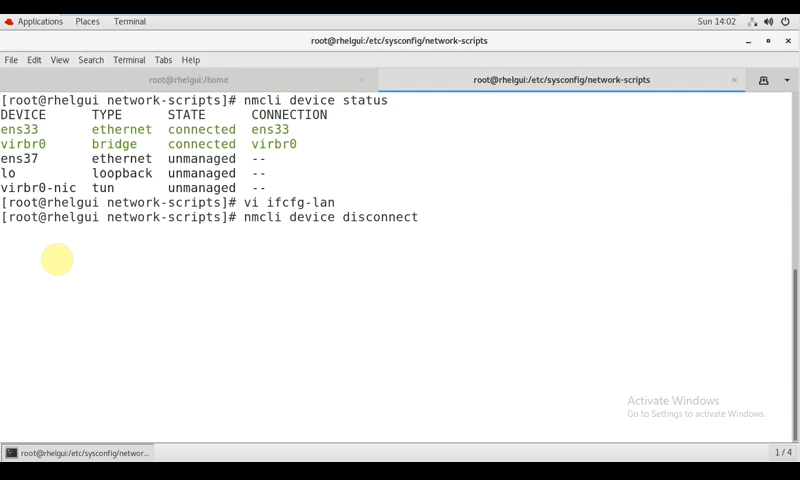 Applications Places Terminal Sun 14:02
root@rhelgui:/etc/sysconfig/network-scripts
File Edit View Search Terminal Tabs Help
root@rhelgui:/home × root@rhelgui:/etc/sysconfig/network-scripts ×
[root@rhelgui network-scripts]# nmcli device status
DEVICE TYPE STATE CONNECTION
ens33 ethernet connected ens33
virbr0 bridge connected virbr0
ens37 ethernet unmanaged --
lo loopback unmanaged --
virbr0-nic tun unmanaged --
[root@rhelgui network-scripts]# vi ifcfg-lan
[root@rhelgui network-scripts]# nmcli device disconnect
Activate Windows
Go to Settings to activate Windows.
root@rhelgui:/etc/sysconfig/networ... 1 / 4